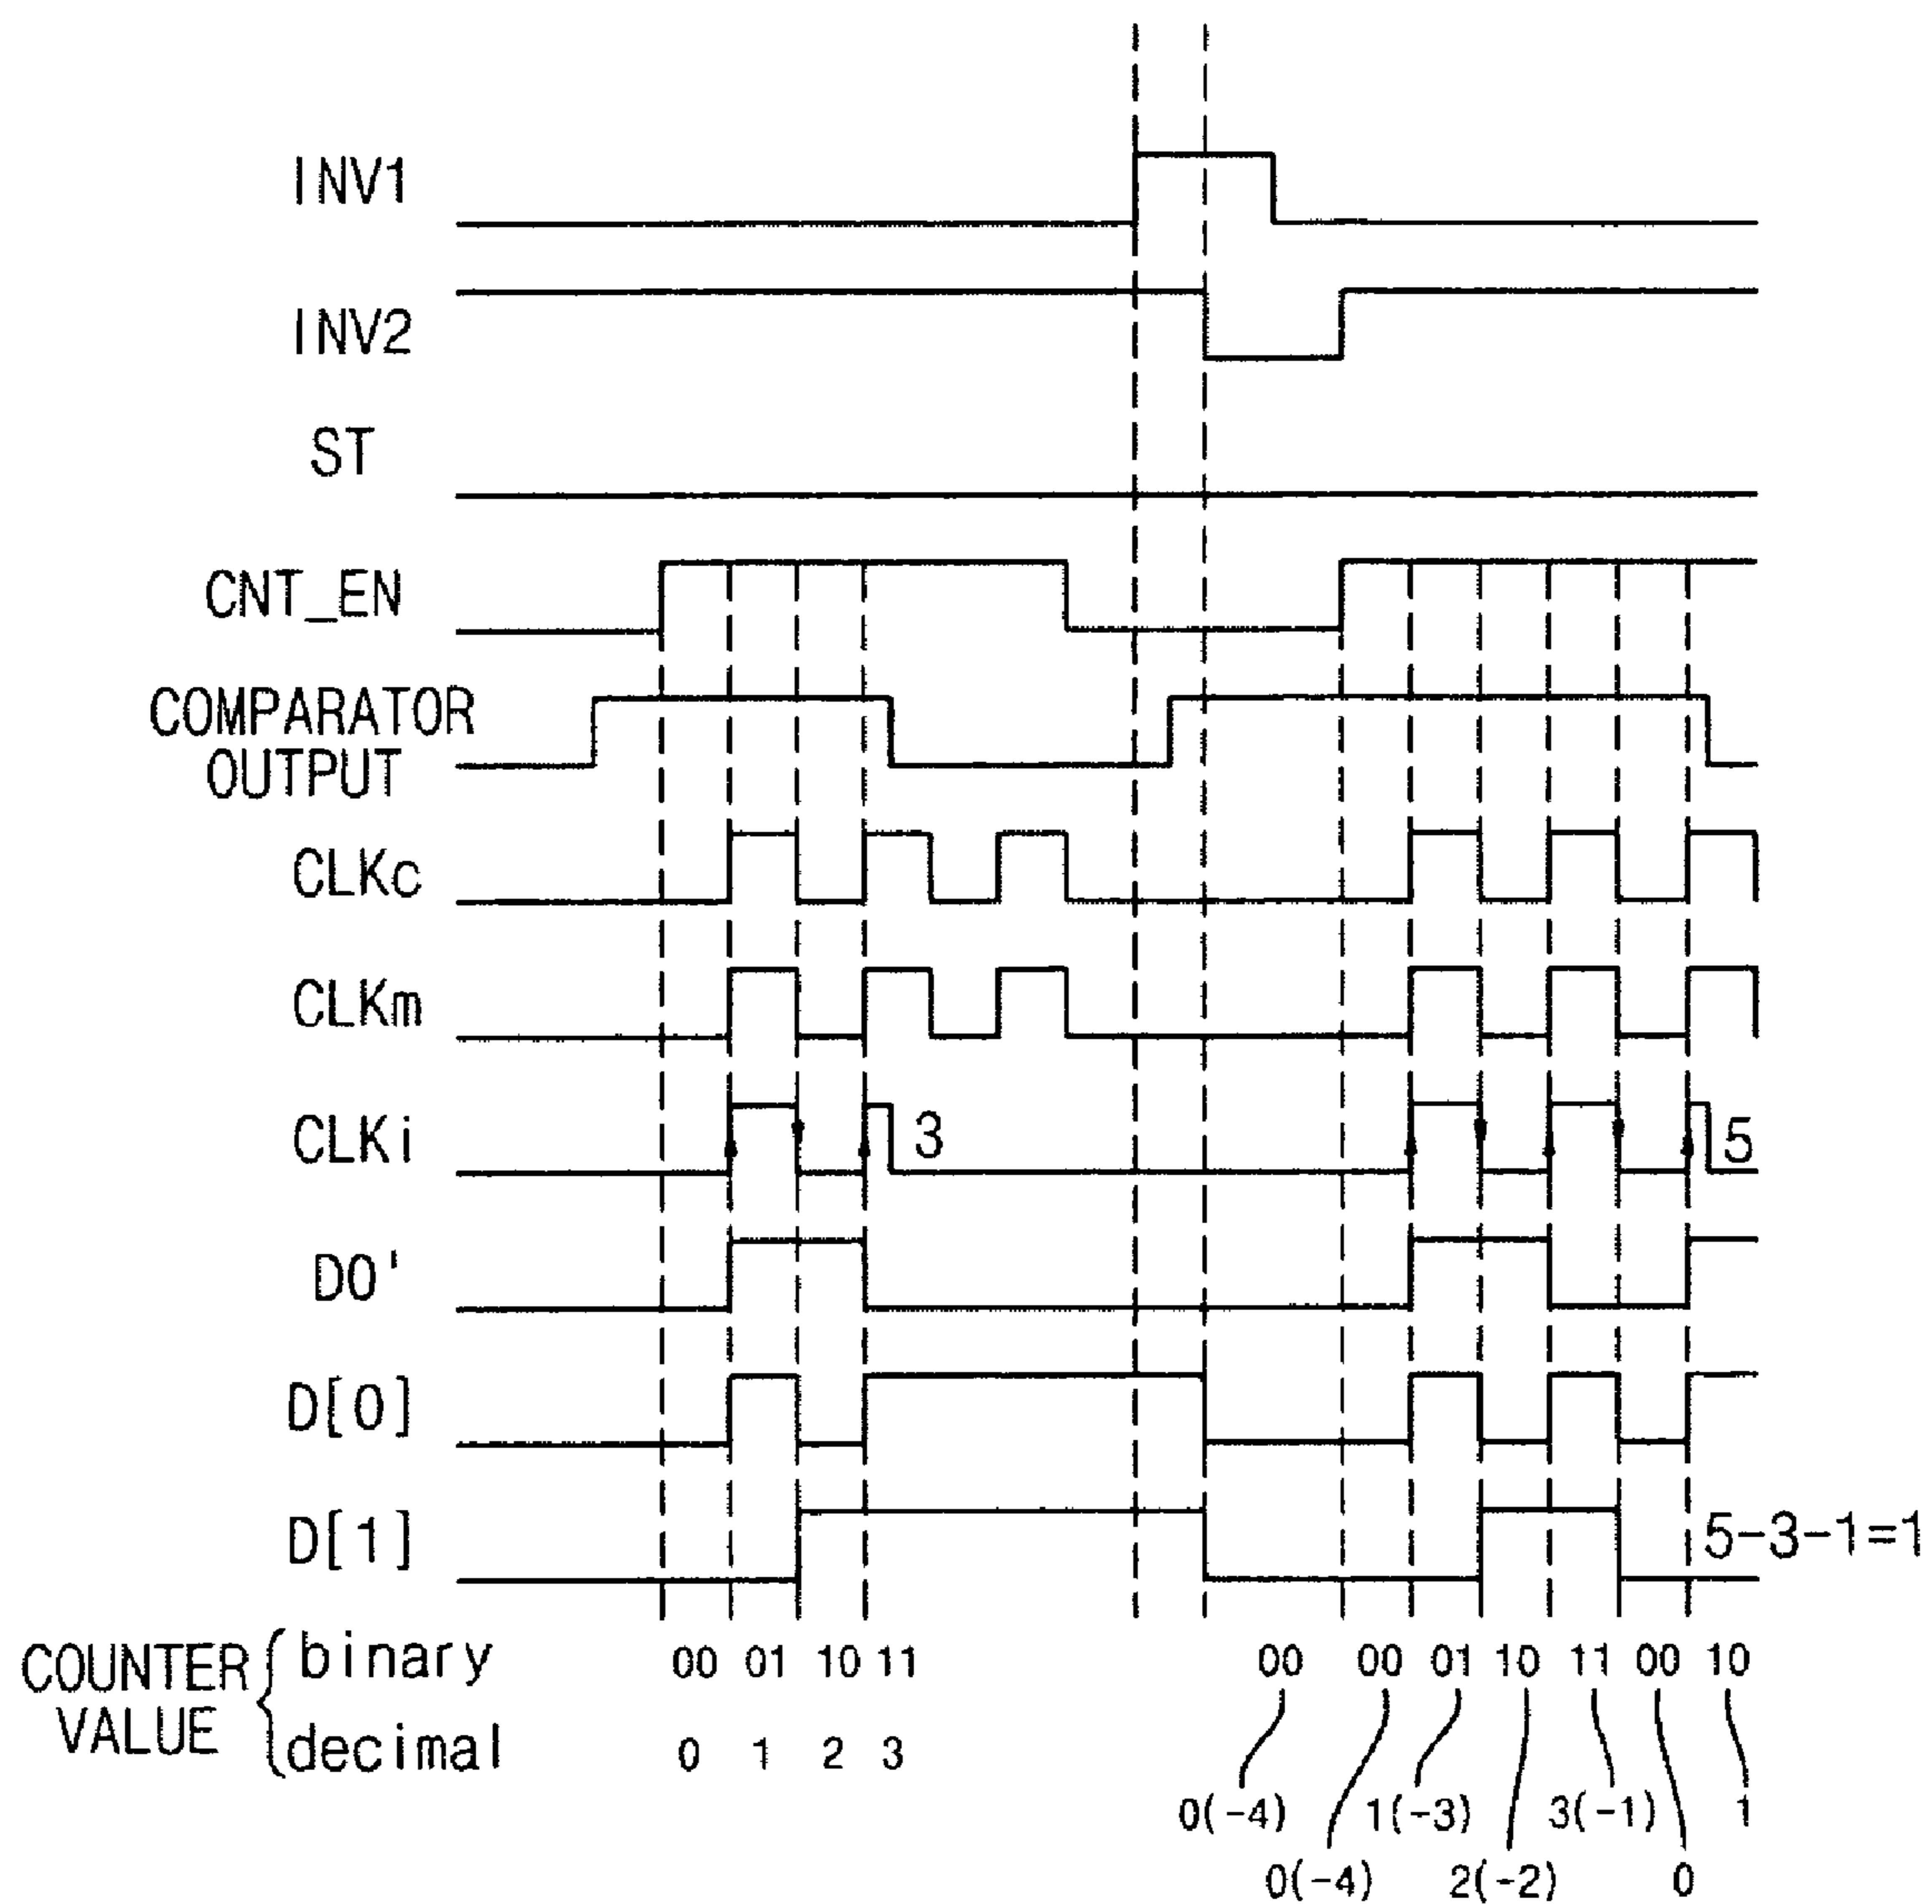 INV1
INV2
ST
CNT_EN
COMPARATOR
OUTPUT
CLKc
CLKm
CLKi 3 5
D0'
D[0]
D[1] 5-3-1=1
COUNTER VALUE { binary 00 01 10 11 00 00 01 10 11 00 10
decimal 0 1 2 3
0(-4) 1(-3) 3(-1) 1
0(-4) 2(-2) 0